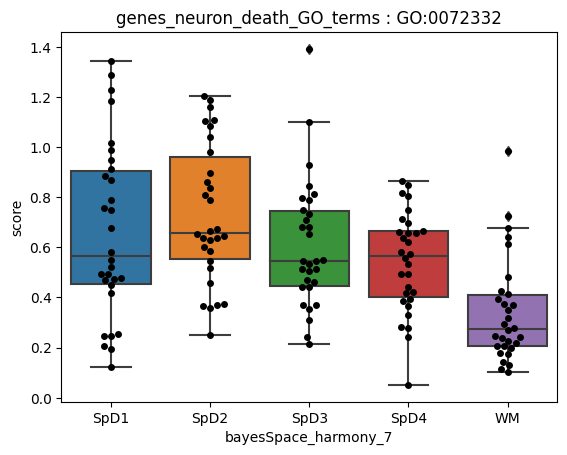 genes_neuron_death_GO_terms : GO:0072332
1.4
1.2
1.0
0.8
0.6
0.4
0.2
0.0
score
SpD1 SpD2 SpD3 SpD4 WM
bayesSpace_harmony_7